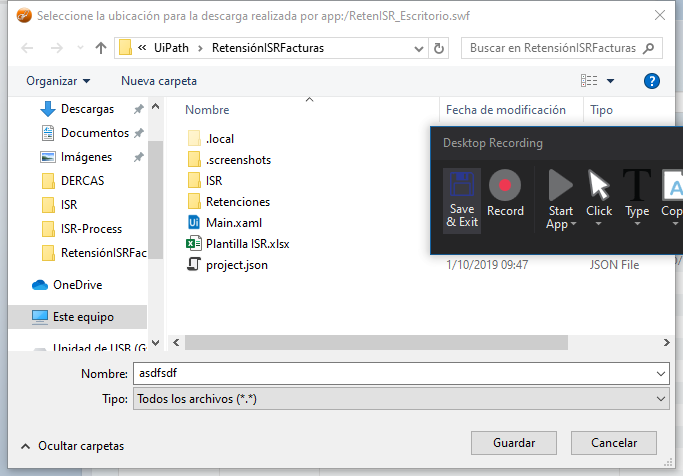 Seleccione la ubicación para la descarga realizada por app:/RetenISR_Escritorio.swf
« UiPath > RetensiónISRFacturas
Buscar en RetensiónISRFacturas
Organizar Nueva carpeta
Descargas
Documentos
Imágenes
DERCAS
ISR
ISR-Process
RetensiónISRFac
OneDrive
Este equipo
Unidad de USB (G
Nombre Fecha de modificación Tipo
.local
.screenshots
ISR
Retenciones
Main.xaml
Plantilla ISR.xlsx
project.json 1/10/2019 09:47 JSON File
Desktop Recording
Save & Exit
Record
Start App
Click
Type
Cop
Nombre: asdfsdf
Tipo: Todos los archivos (*.*)
Ocultar carpetas
Guardar Cancelar